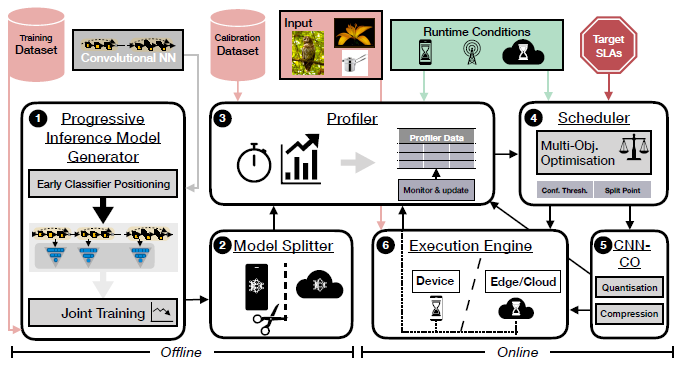 Training
Dataset
Convolutional NN
Calibration
Dataset
Input
Runtime Conditions
Target
SLAs
1
Progressive
Inference Model
Generator
Early Classifier Positioning
Joint Training
3
Profiler
Profiler Data
Monitor & update
4
Scheduler
Multi-Obj.
Optimisation
Conf. Thresh.
Split Point
2
Model Splitter
6
Execution Engine
Device
Edge/Cloud
5
CNN-
CO
Quantisation
Compression
Offline
Online